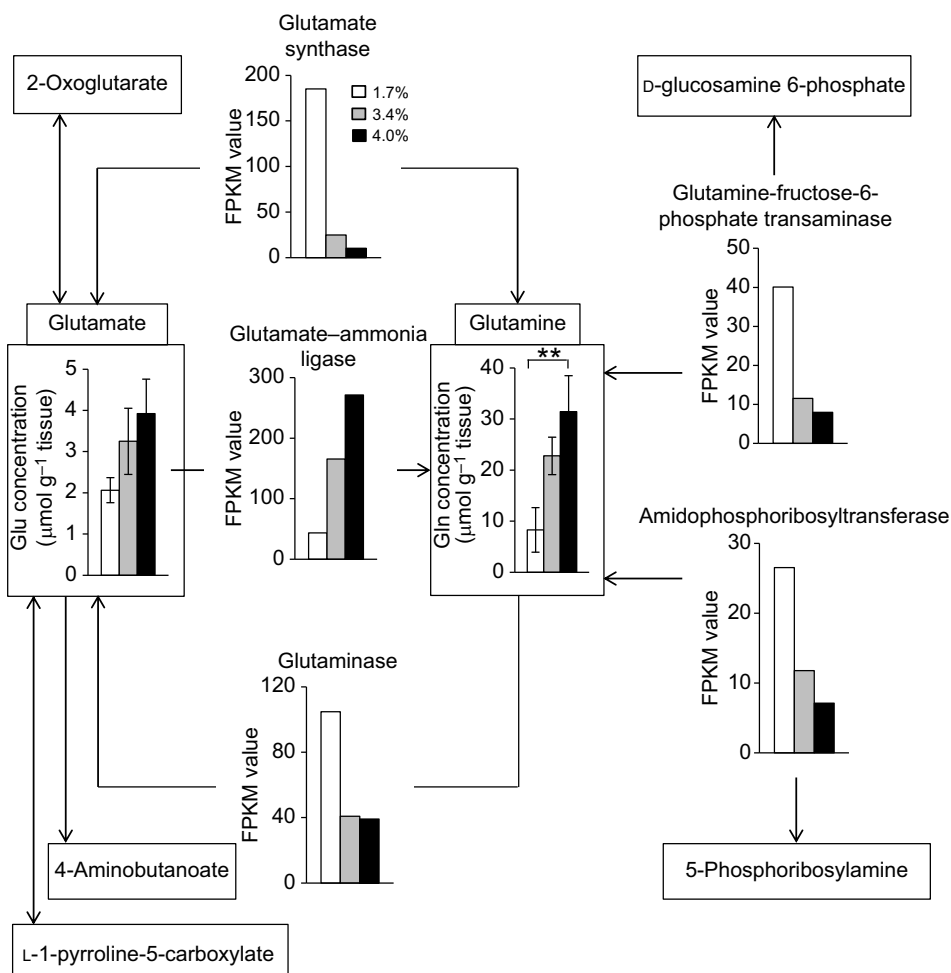 Glutamate
synthase
2-Oxoglutarate
200
150
100
50
0
FPKM value
1.7%
3.4%
4.0%
D-glucosamine 6-phosphate
Glutamine-fructose-6-
phosphate transaminase
50
40
30
20
10
0
FPKM value
Glutamate
5
4
3
2
1
0
Glu concentration
(μmol g–1 tissue)
Glutamate–ammonia
ligase
300
200
100
0
FPKM value
Glutamine
**
40
30
20
10
0
Gln concentration
(μmol g–1 tissue)
Amidophosphoribosyltransferase
30
20
10
0
FPKM value
Glutaminase
120
80
40
0
FPKM value
4-Aminobutanoate
5-Phosphoribosylamine
L-1-pyrroline-5-carboxylate